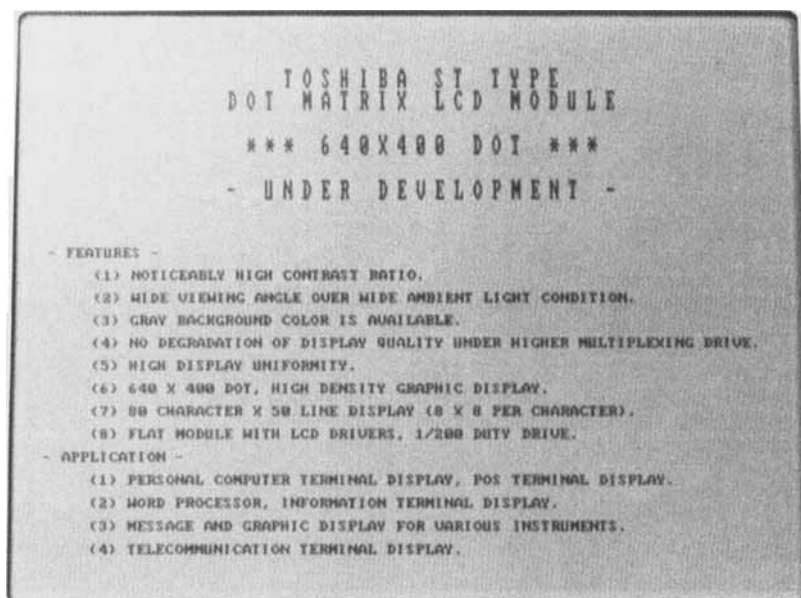 TOSHIBA ST TYPE
DOT MATRIX LCD MODULE
*** 640X400 DOT ***
- UNDER DEVELOPMENT -
- FEATURES -
(1) NOTICEABLY HIGH CONTRAST RATIO.
(2) WIDE VIEWING ANGLE OVER WIDE AMBIENT LIGHT CONDITION.
(3) GRAY BACKGROUND COLOR IS AVAILABLE.
(4) NO DEGRADATION OF DISPLAY QUALITY UNDER HIGHER MULTIPLEXING DRIVE.
(5) HIGH DISPLAY UNIFORMITY.
(6) 640 X 400 DOT, HIGH DENSITY GRAPHIC DISPLAY.
(7) 80 CHARACTER X 50 LINE DISPLAY (8 X 8 PER CHARACTER).
(8) FLAT MODULE WITH LCD DRIVERS, 1/200 DUTY DRIVE.
- APPLICATION -
(1) PERSONAL COMPUTER TERMINAL DISPLAY, POS TERMINAL DISPLAY.
(2) WORD PROCESSOR, INFORMATION TERMINAL DISPLAY.
(3) MESSAGE AND GRAPHIC DISPLAY FOR VARIOUS INSTRUMENTS.
(4) TELECOMMUNICATION TERMINAL DISPLAY.